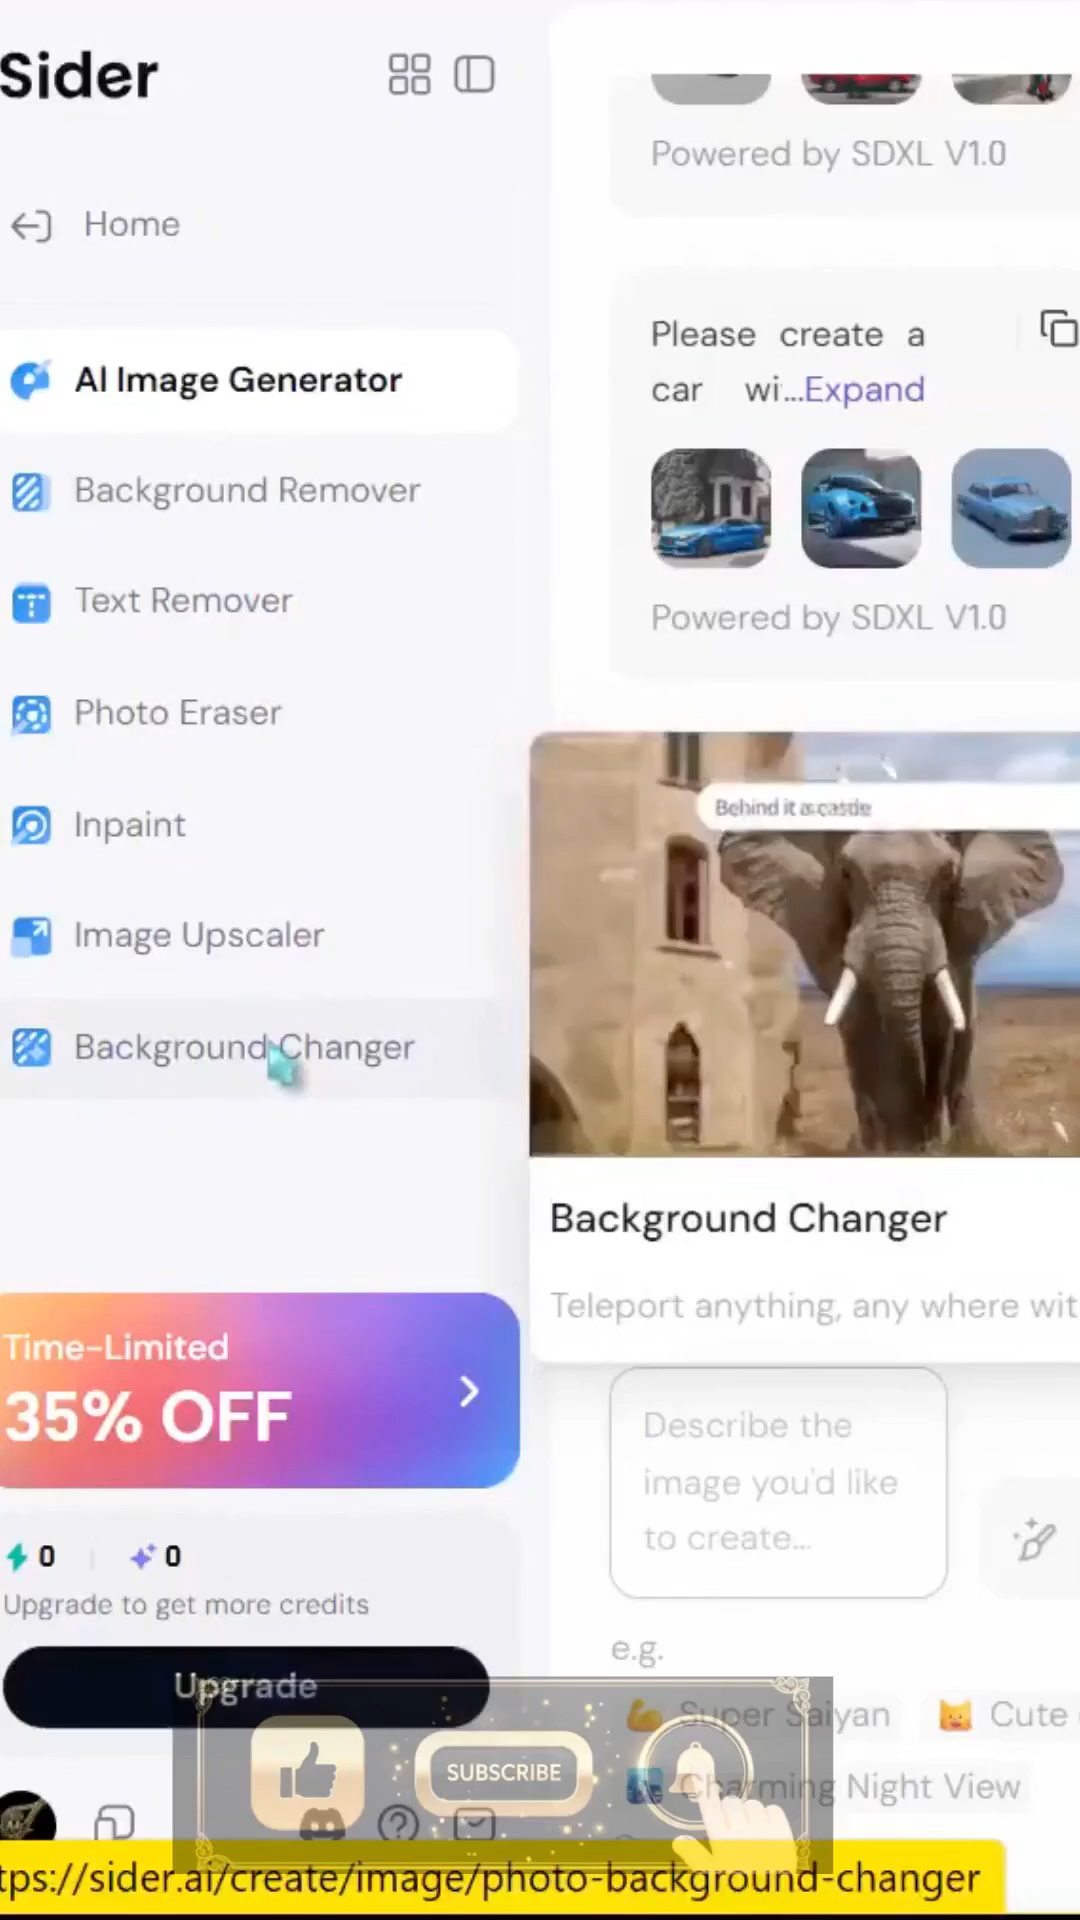 Sider
Home
AI Image Generator
Background Remover
Text Remover
Photo Eraser
Inpaint
Image Upscaler
Background Changer
Time-Limited
35% OFF
0 0
Upgrade to get more credits
Upgrade
Powered by SDXL V1.0
Please create a
car wi...Expand
Powered by SDXL V1.0
Behind it a castle
Background Changer
Teleport anything, any where wit
Describe the
image you'd like
to create...
e.g.
Super Saiyan Cute
Charming Night View
SUBSCRIBE
tps://sider.ai/create/image/photo-background-changer